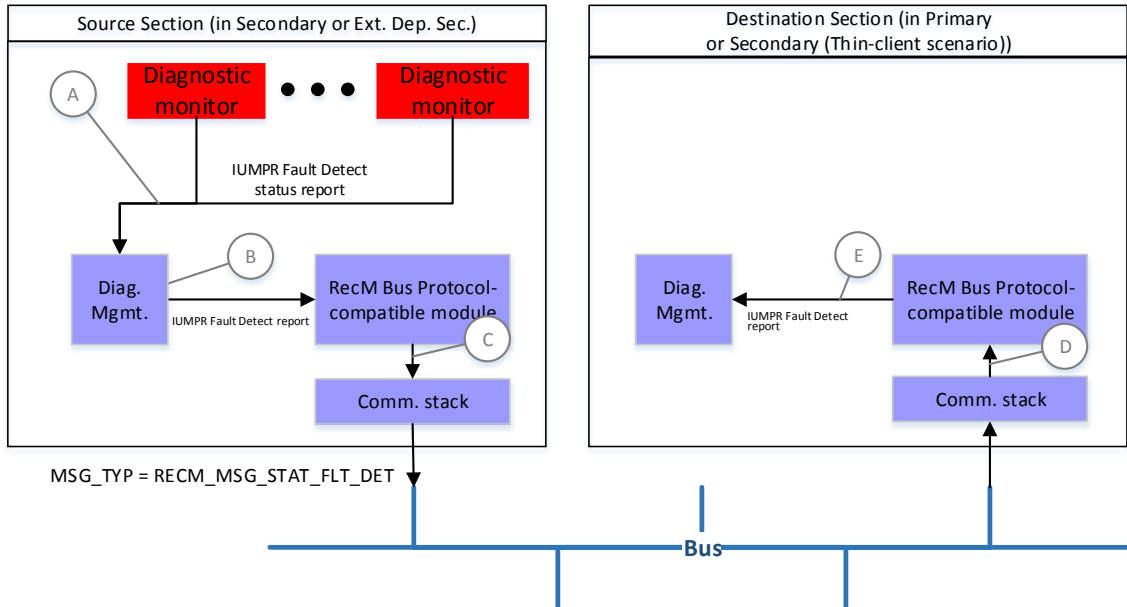 Source Section (in Secondary or Ext. Dep. Sec.)
Diagnostic
monitor
Diagnostic
monitor
A
IUMPR Fault Detect
status report
B
Diag.
Mgmt.
IUMPR Fault Detect report
RecM Bus Protocol-
compatible module
C
Comm. stack
MSG_TYP = RECM_MSG_STAT_FLT_DET
Destination Section (in Primary
or Secondary (Thin-client scenario))
E
Diag.
Mgmt.
IUMPR Fault Detect
report
RecM Bus Protocol-
compatible module
D
Comm. stack
Bus